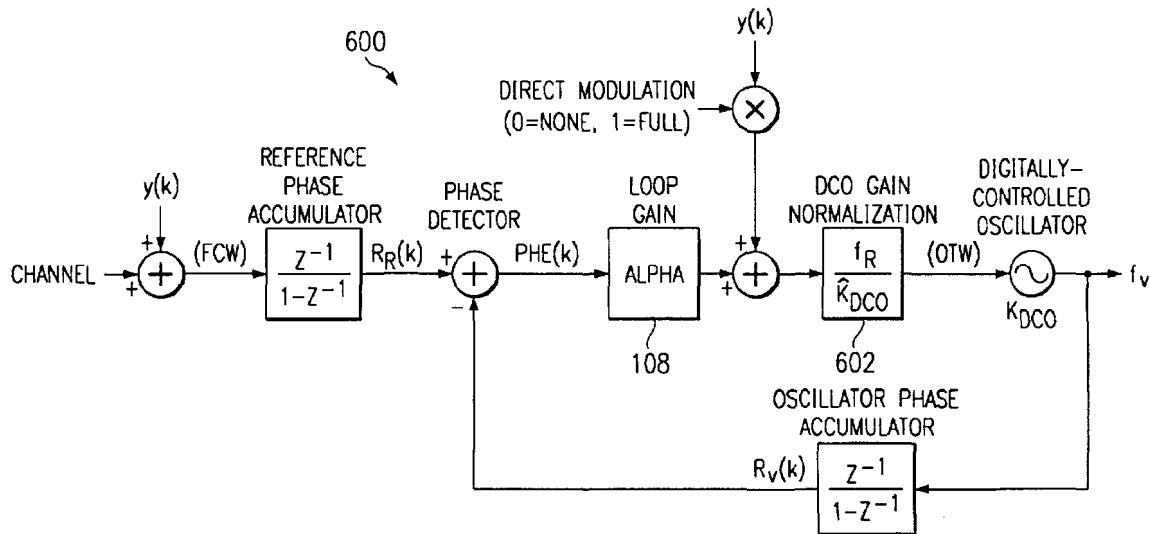 600
y(k)
DIRECT MODULATION
(0=NONE, 1=FULL)
×
REFERENCE
PHASE
ACCUMULATOR
y(k)
+
+
+
CHANNEL
(FCW)
Z⁻¹
1-Z⁻¹
R_R(k)
PHASE
DETECTOR
+
+
−
PHE(k)
LOOP
GAIN
ALPHA
108
+
+
+
DCO GAIN
NORMALIZATION
f_R
K̂_DCO
602
(OTW)
DIGITALLY-
CONTROLLED
OSCILLATOR
K_DCO
f_v
OSCILLATOR PHASE
ACCUMULATOR
R_v(k)
Z⁻¹
1-Z⁻¹